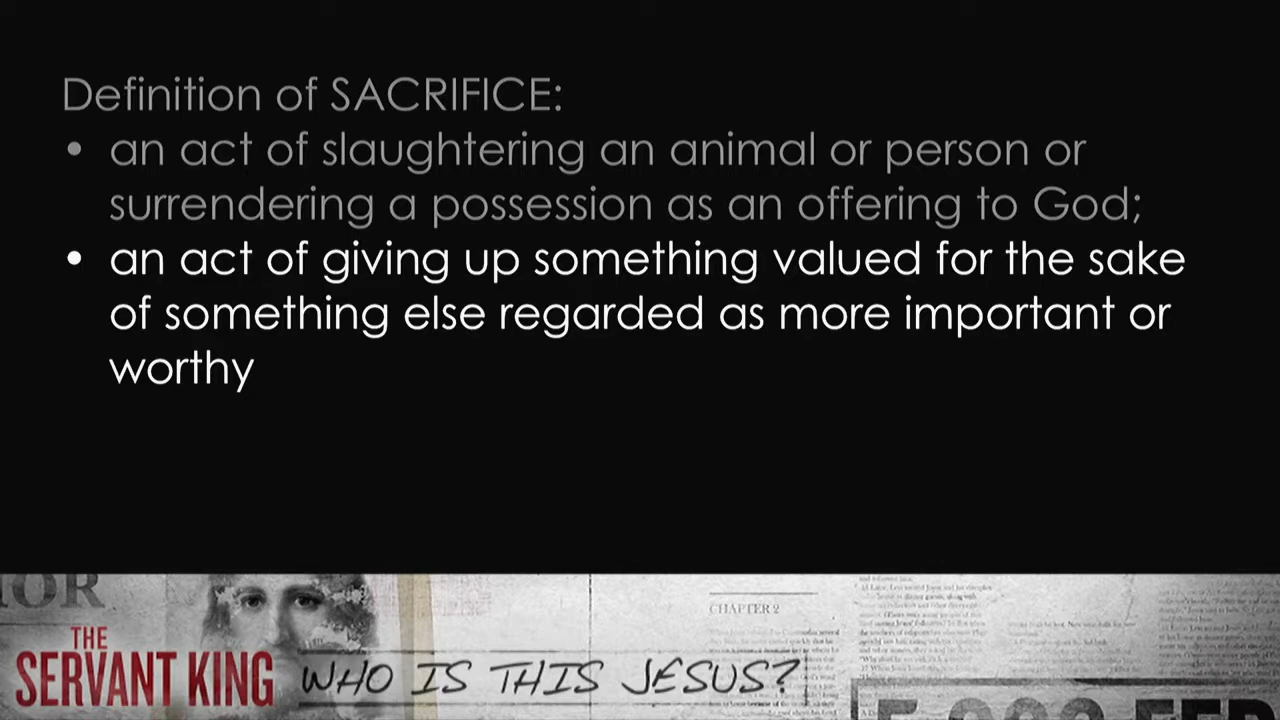 Definition of SACRIFICE:
• an act of slaughtering an animal or person or
surrendering a possession as an offering to God;
• an act of giving up something valued for the sake
of something else regarded as more important or
worthy
THE
SERVANT KING
WHO IS THIS JESUS?
CHAPTER 2